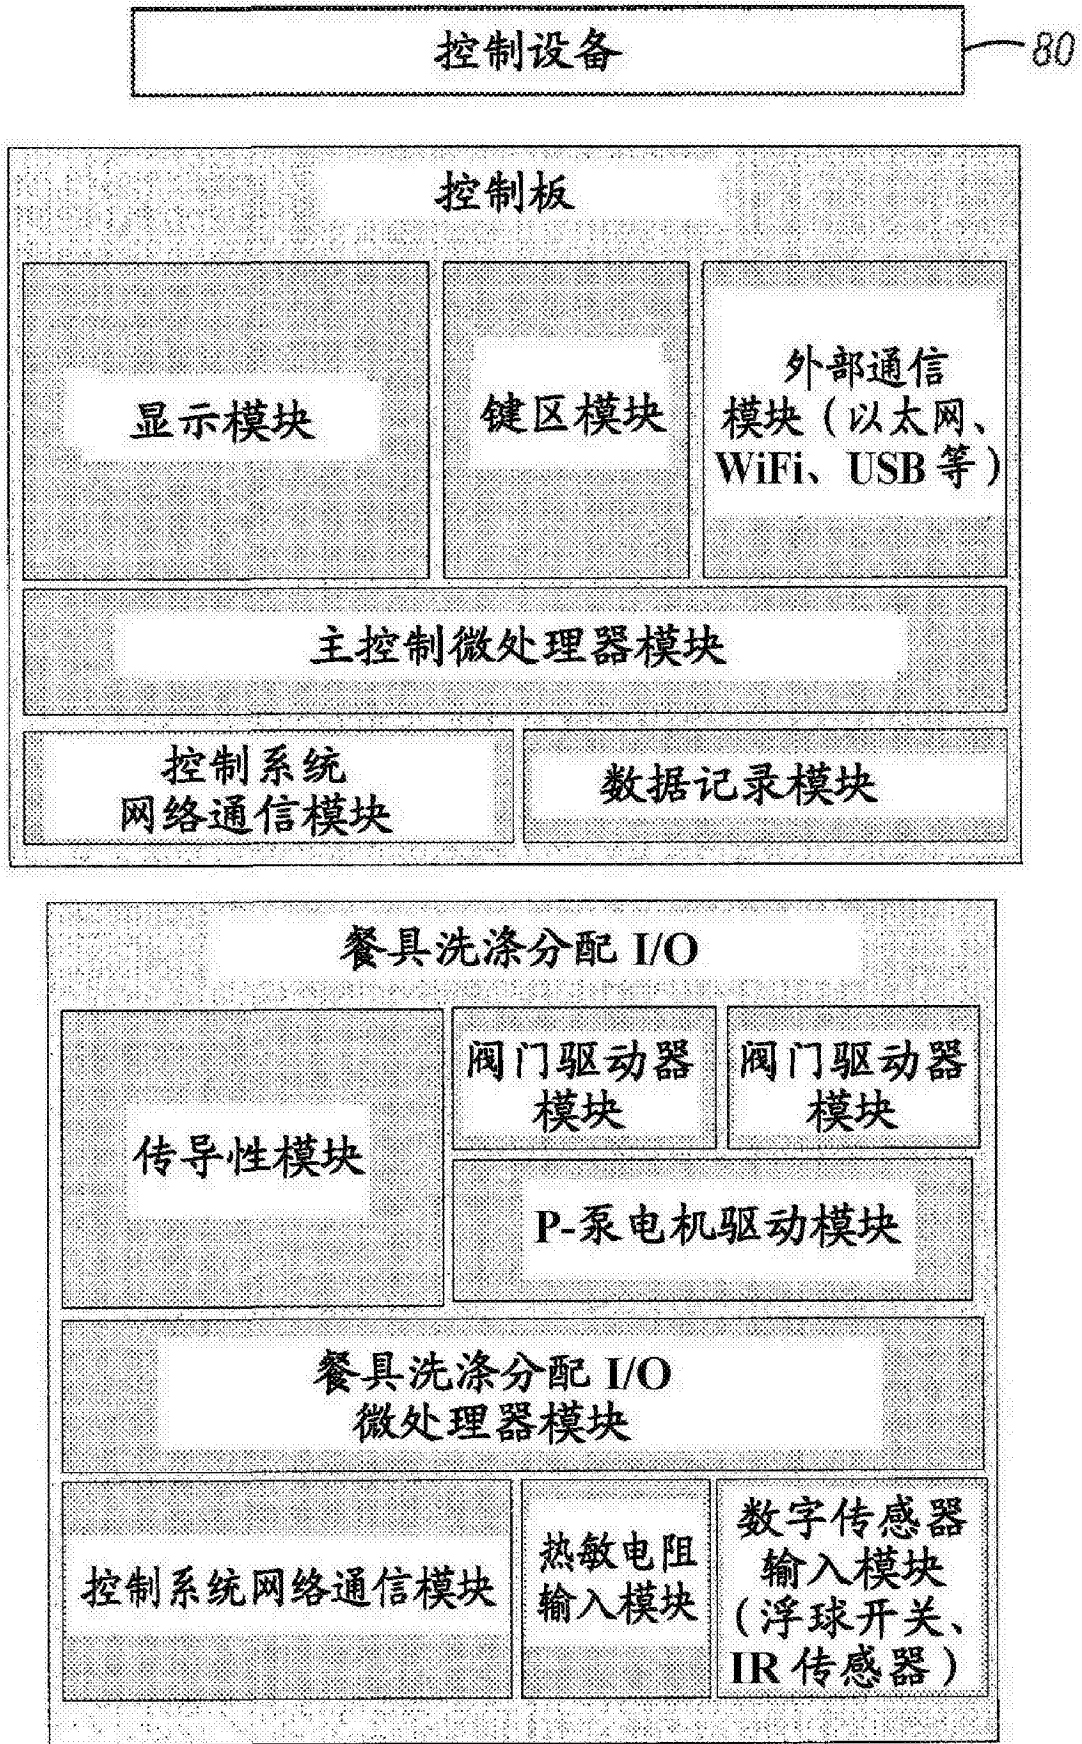 控制设备
80
控制板
显示模块
键区模块
外部通信
模块（以太网、
WiFi、USB 等）
主控制微处理器模块
控制系统
网络通信模块
数据记录模块
餐具洗涤分配 I/O
传导性模块
阀门驱动器
模块
阀门驱动器
模块
P-泵电机驱动模块
餐具洗涤分配 I/O
微处理器模块
控制系统网络通信模块
热敏电阻
输入模块
数字传感器
输入模块
（浮球开关、
IR 传感器）